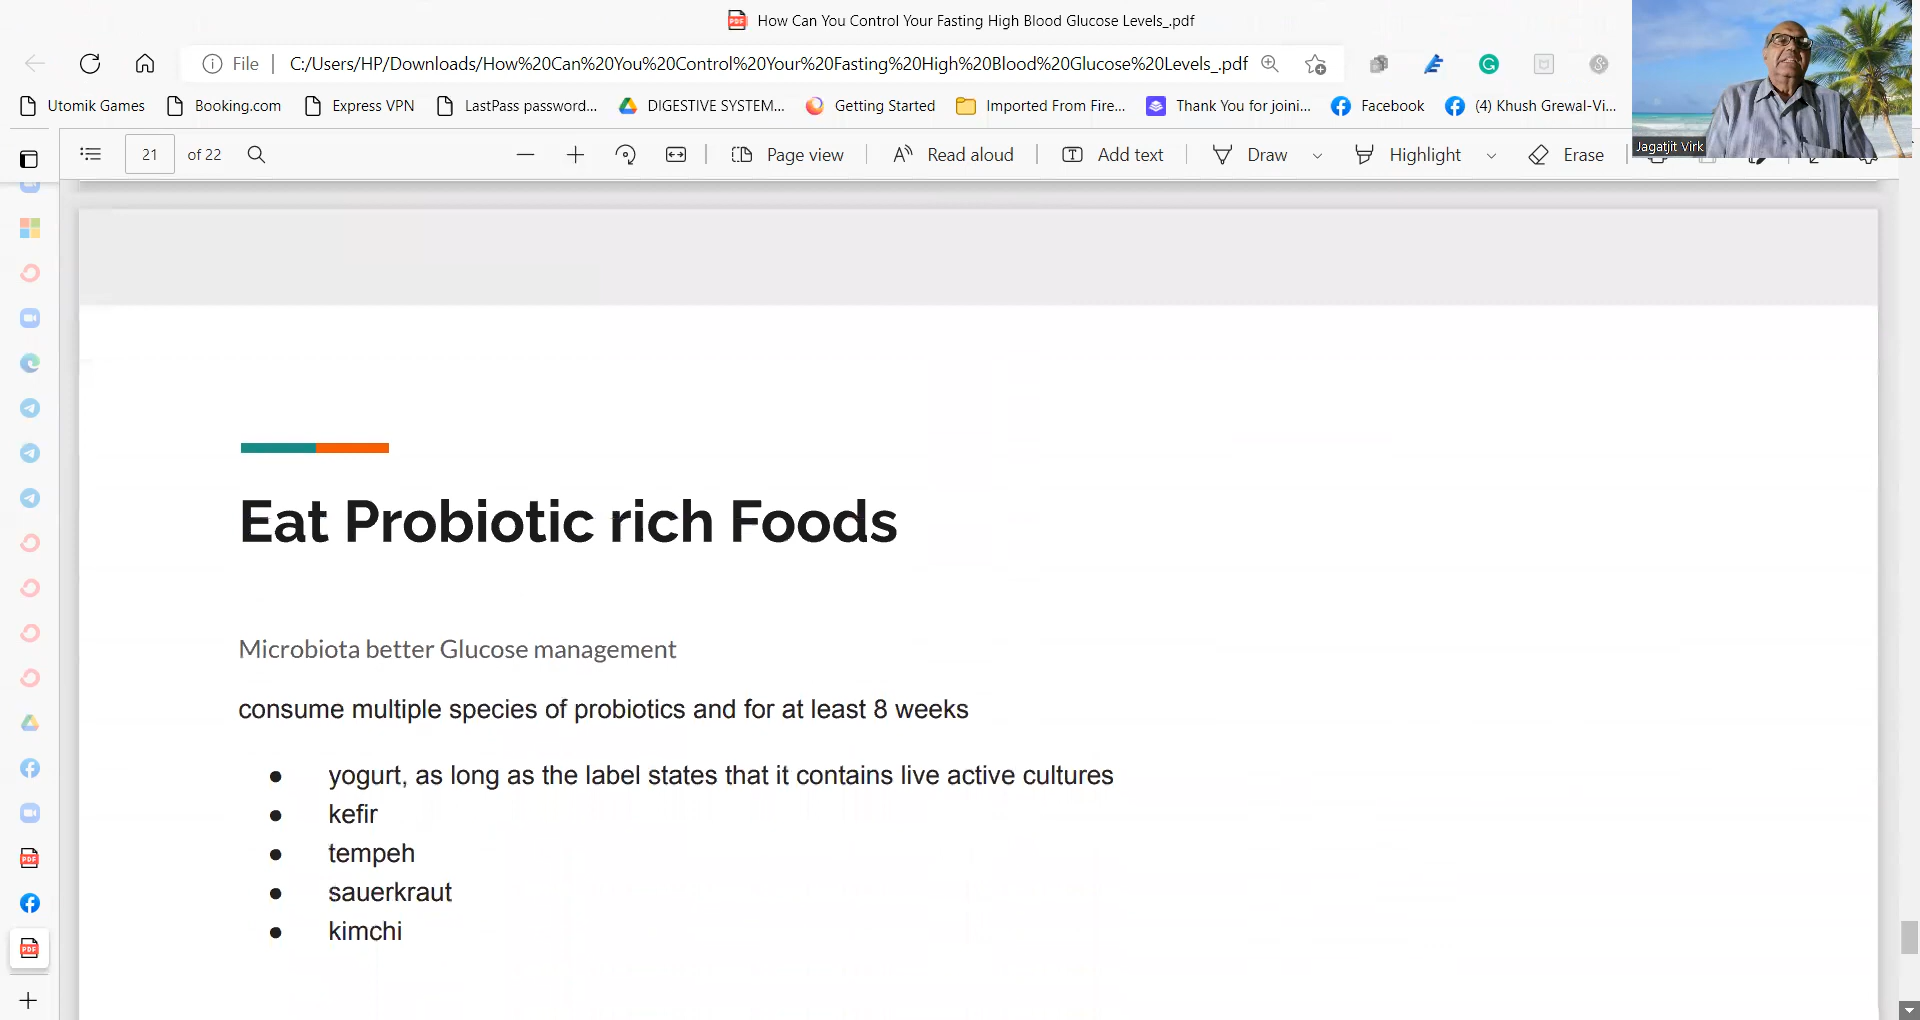 How Can You Control Your Fasting High Blood Glucose Levels_.pdf
File | C:/Users/HP/Downloads/How%20Can%20You%20Control%20Your%20Fasting%20High%20Blood%20Glucose%20Levels_.pdf
Utomik Games Booking.com Express VPN LastPass password... DIGESTIVE SYSTEM... Getting Started Imported From Fire... Thank You for joini... Facebook (4) Khush Grewal-Vi...
Jagatjit Virk
21 of 22 Page view Read aloud Add text Draw Highlight Erase
Eat Probiotic rich Foods
Microbiota better Glucose management
consume multiple species of probiotics and for at least 8 weeks
● yogurt, as long as the label states that it contains live active cultures
● kefir
● tempeh
● sauerkraut
● kimchi